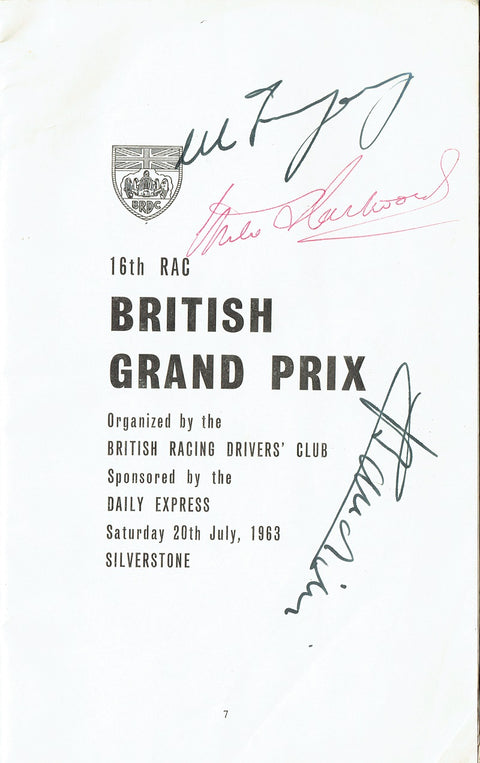 BRDC
16th RAC
BRITISH
GRAND PRIX
Organized by the
BRITISH RACING DRIVERS' CLUB
Sponsored by the
DAILY EXPRESS
Saturday 20th July, 1963
SILVERSTONE
7